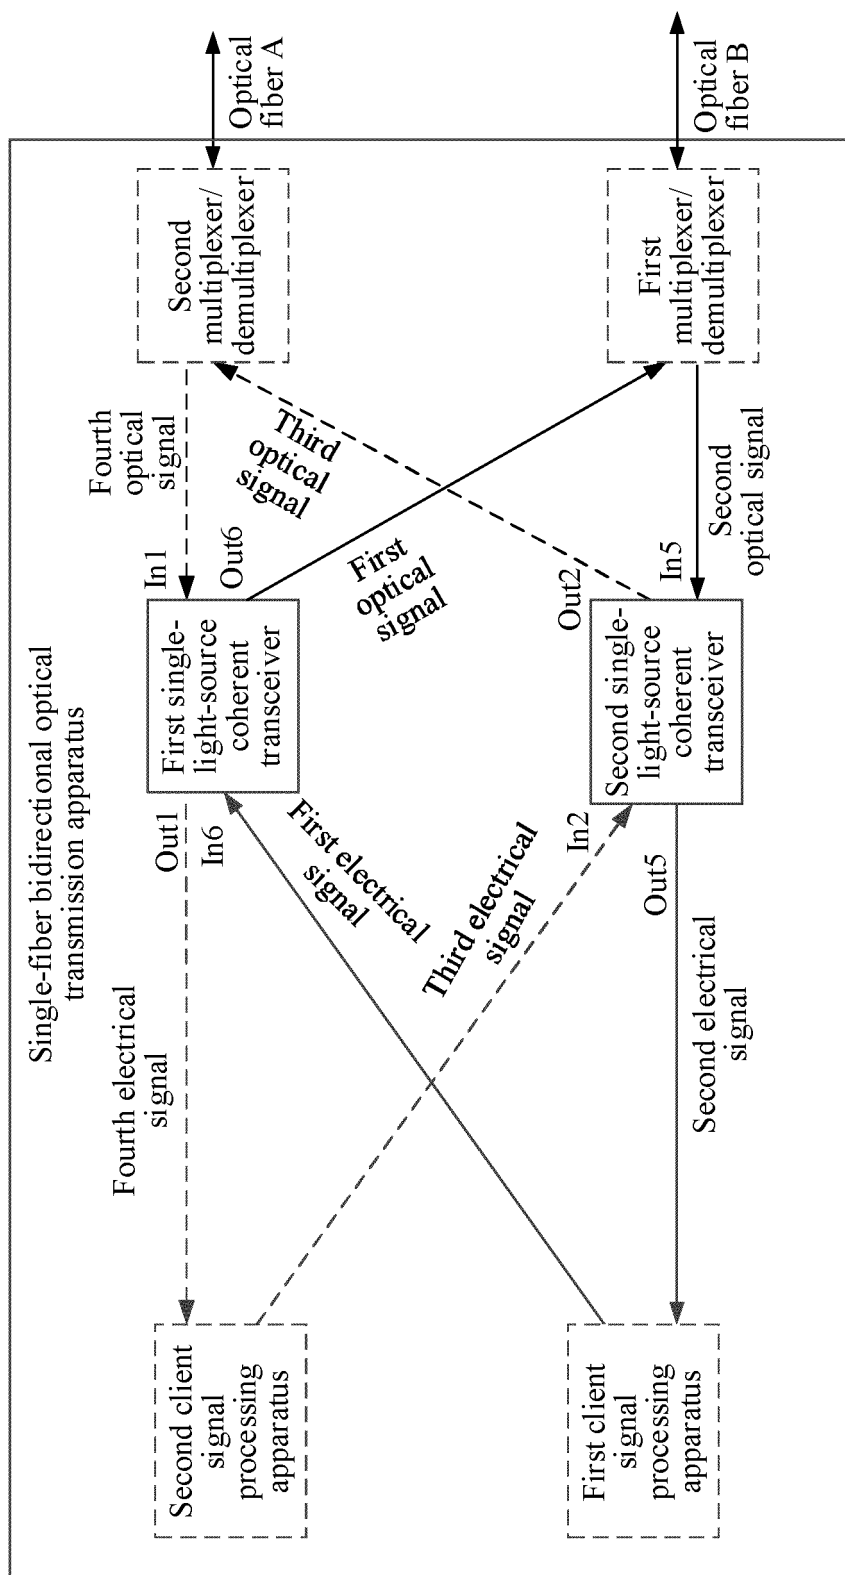 Single-fiber bidirectional optical
transmission apparatus
Second client
signal
processing
apparatus
Fourth electrical
signal
Out1
In6
First single-
light-source
coherent
transceiver
In1
Out6
Fourth
optical
signal
Second
multiplexer/
demultiplexer
Optical
fiber A
First electrical
signal
Third electrical
signal
First
optical
signal
Third
optical
signal
First client
signal
processing
apparatus
Second electrical
signal
In2
Out5
Second single-
light-source
coherent
transceiver
Out2
In5
Second
optical signal
First
multiplexer/
demultiplexer
Optical
fiber B